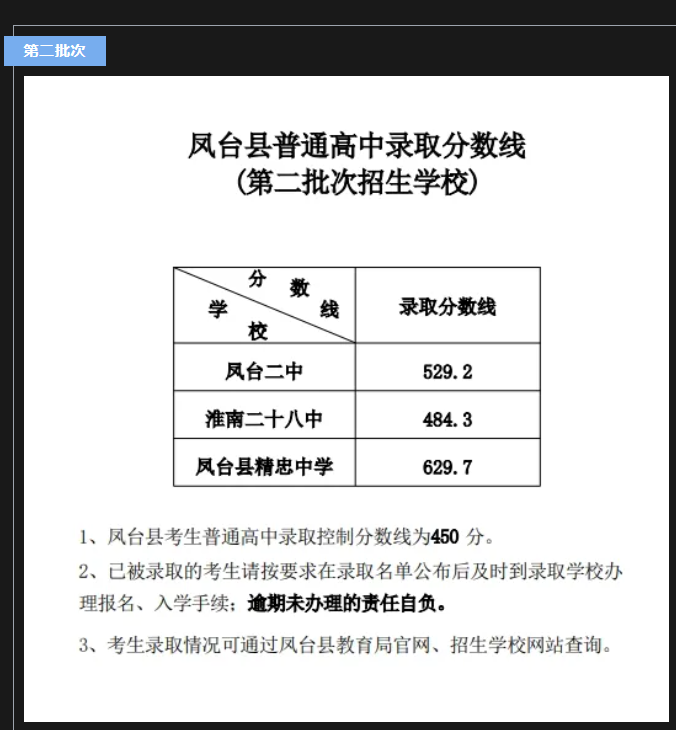 第二批次
凤台县普通高中录取分数线
(第二批次招生学校)
分数线
学校
录取分数线
凤台二中 529.2
淮南二十八中 484.3
凤台县精忠中学 629.7
1、凤台县考生普通高中录取控制分数线为450 分。
2、已被录取的考生请按要求在录取名单公布后及时到录取学校办
理报名、入学手续；逾期未办理的责任自负。
3、考生录取情况可通过凤台县教育局官网、招生学校网站查询。